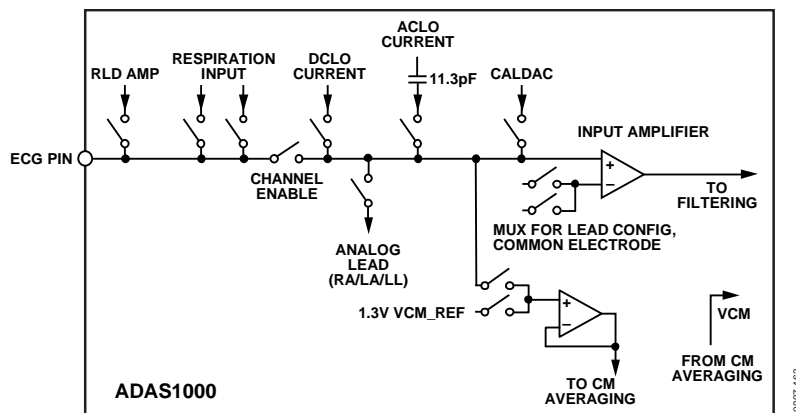 ACLO
CURRENT
RESPIRATION
INPUT
DCLO
CURRENT
RLD AMP
11.3pF
CALDAC
INPUT AMPLIFIER
ECG PIN
CHANNEL
ENABLE
+
–
TO
FILTERING
MUX FOR LEAD CONFIG,
COMMON ELECTRODE
ANALOG
LEAD
(RA/LA/LL)
1.3V VCM_REF
+
–
VCM
FROM CM
AVERAGING
TO CM
AVERAGING
ADAS1000